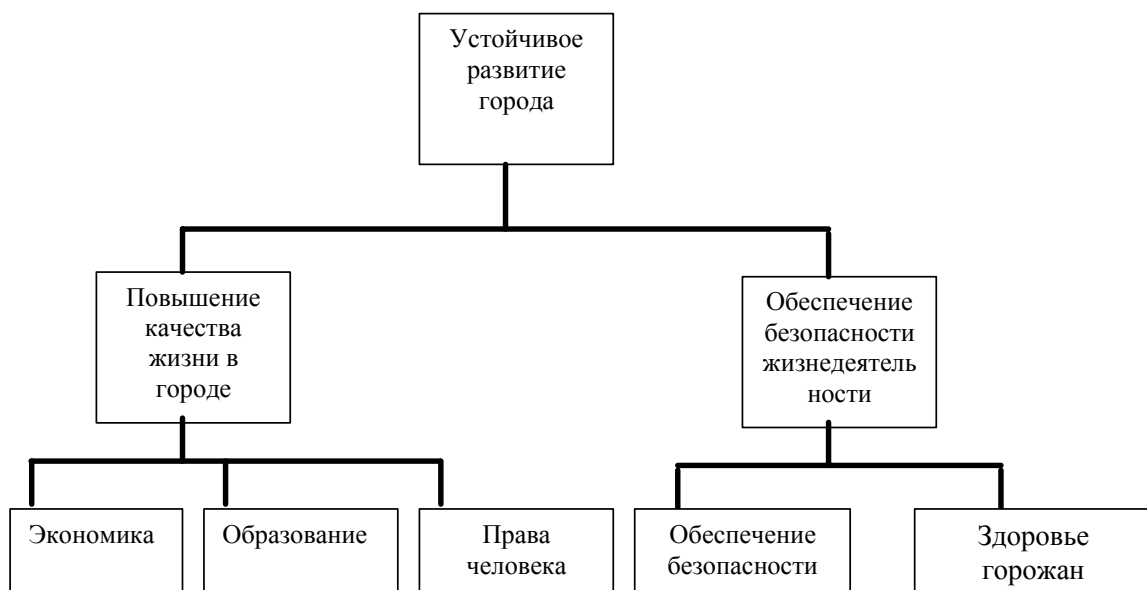 Устойчивое
развитие
города
Повышение
качества
жизни в
городе
Обеспечение
безопасности
жизнедеятель
ности
Экономика
Образование
Права
человека
Обеспечение
безопасности
Здоровье
горожан